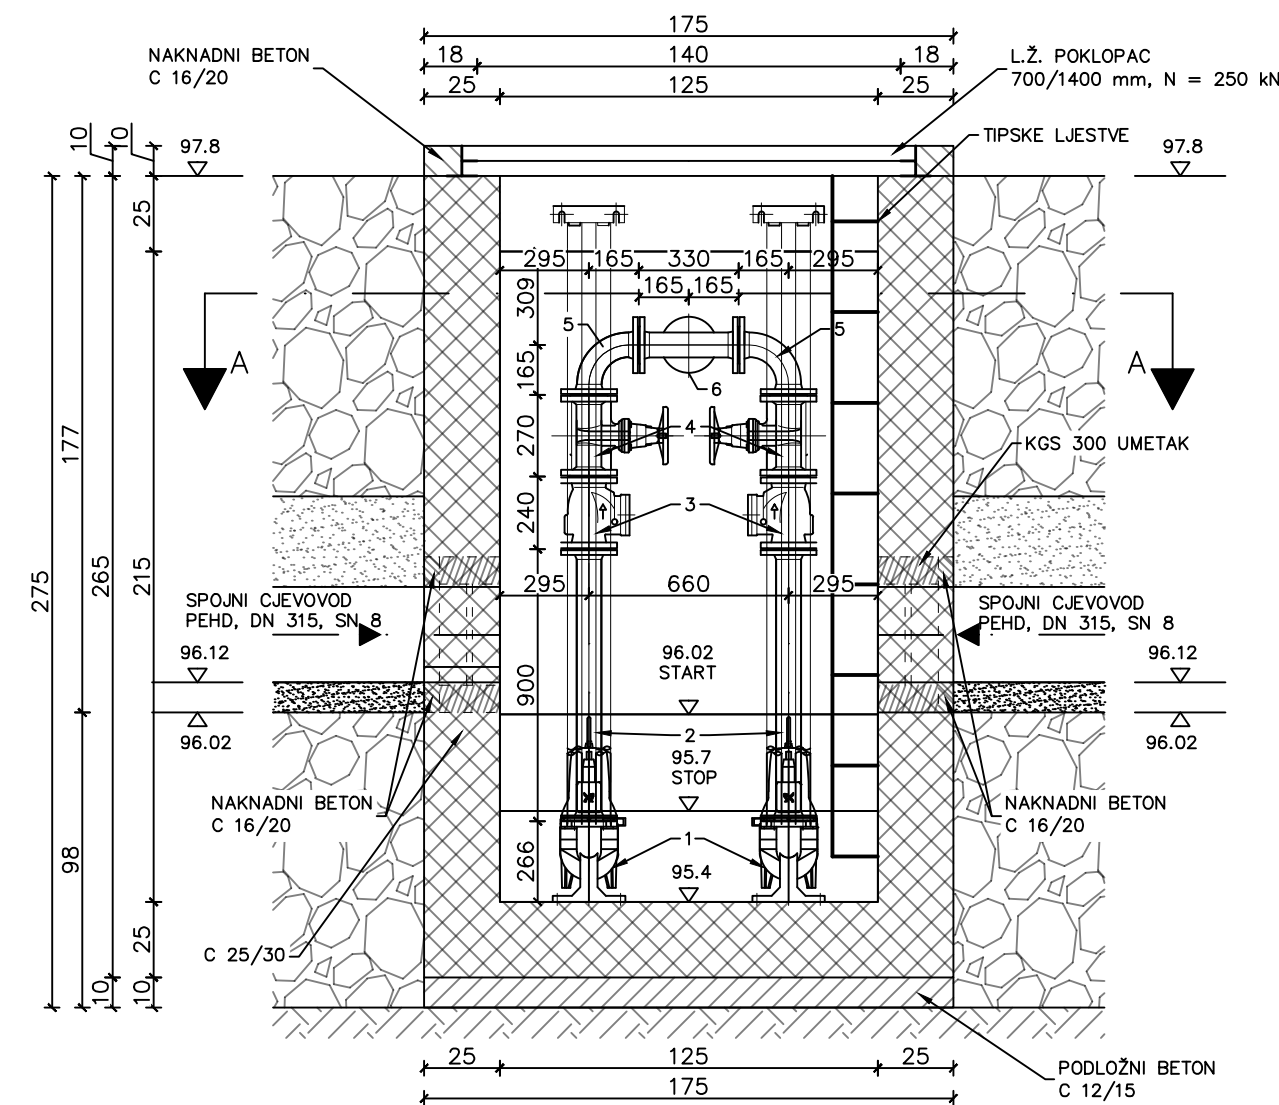 175
18
140
18
25
125
25
NAKNADNI BETON
C 16/20
L.Ž. POKLOPAC
700/1400 mm, N = 250 kN
TIPSKE LJESTVE
10
10
97.8
97.8
25
295
165
330
165
295
165
165
309
5
5
A
A
165
6
177
270
4
KGS 300 UMETAK
240
3
275
265
215
295
660
295
SPOJNI CJEVOVOD
PEHD, DN 315, SN 8
SPOJNI CJEVOVOD
PEHD, DN 315, SN 8
96.12
96.02
START
96.12
900
96.02
2
96.02
95.7
STOP
NAKNADNI BETON
C 16/20
NAKNADNI BETON
C 16/20
98
266
1
95.4
25
C 25/30
10
10
25
125
25
175
PODLOŽNI BETON
C 12/15